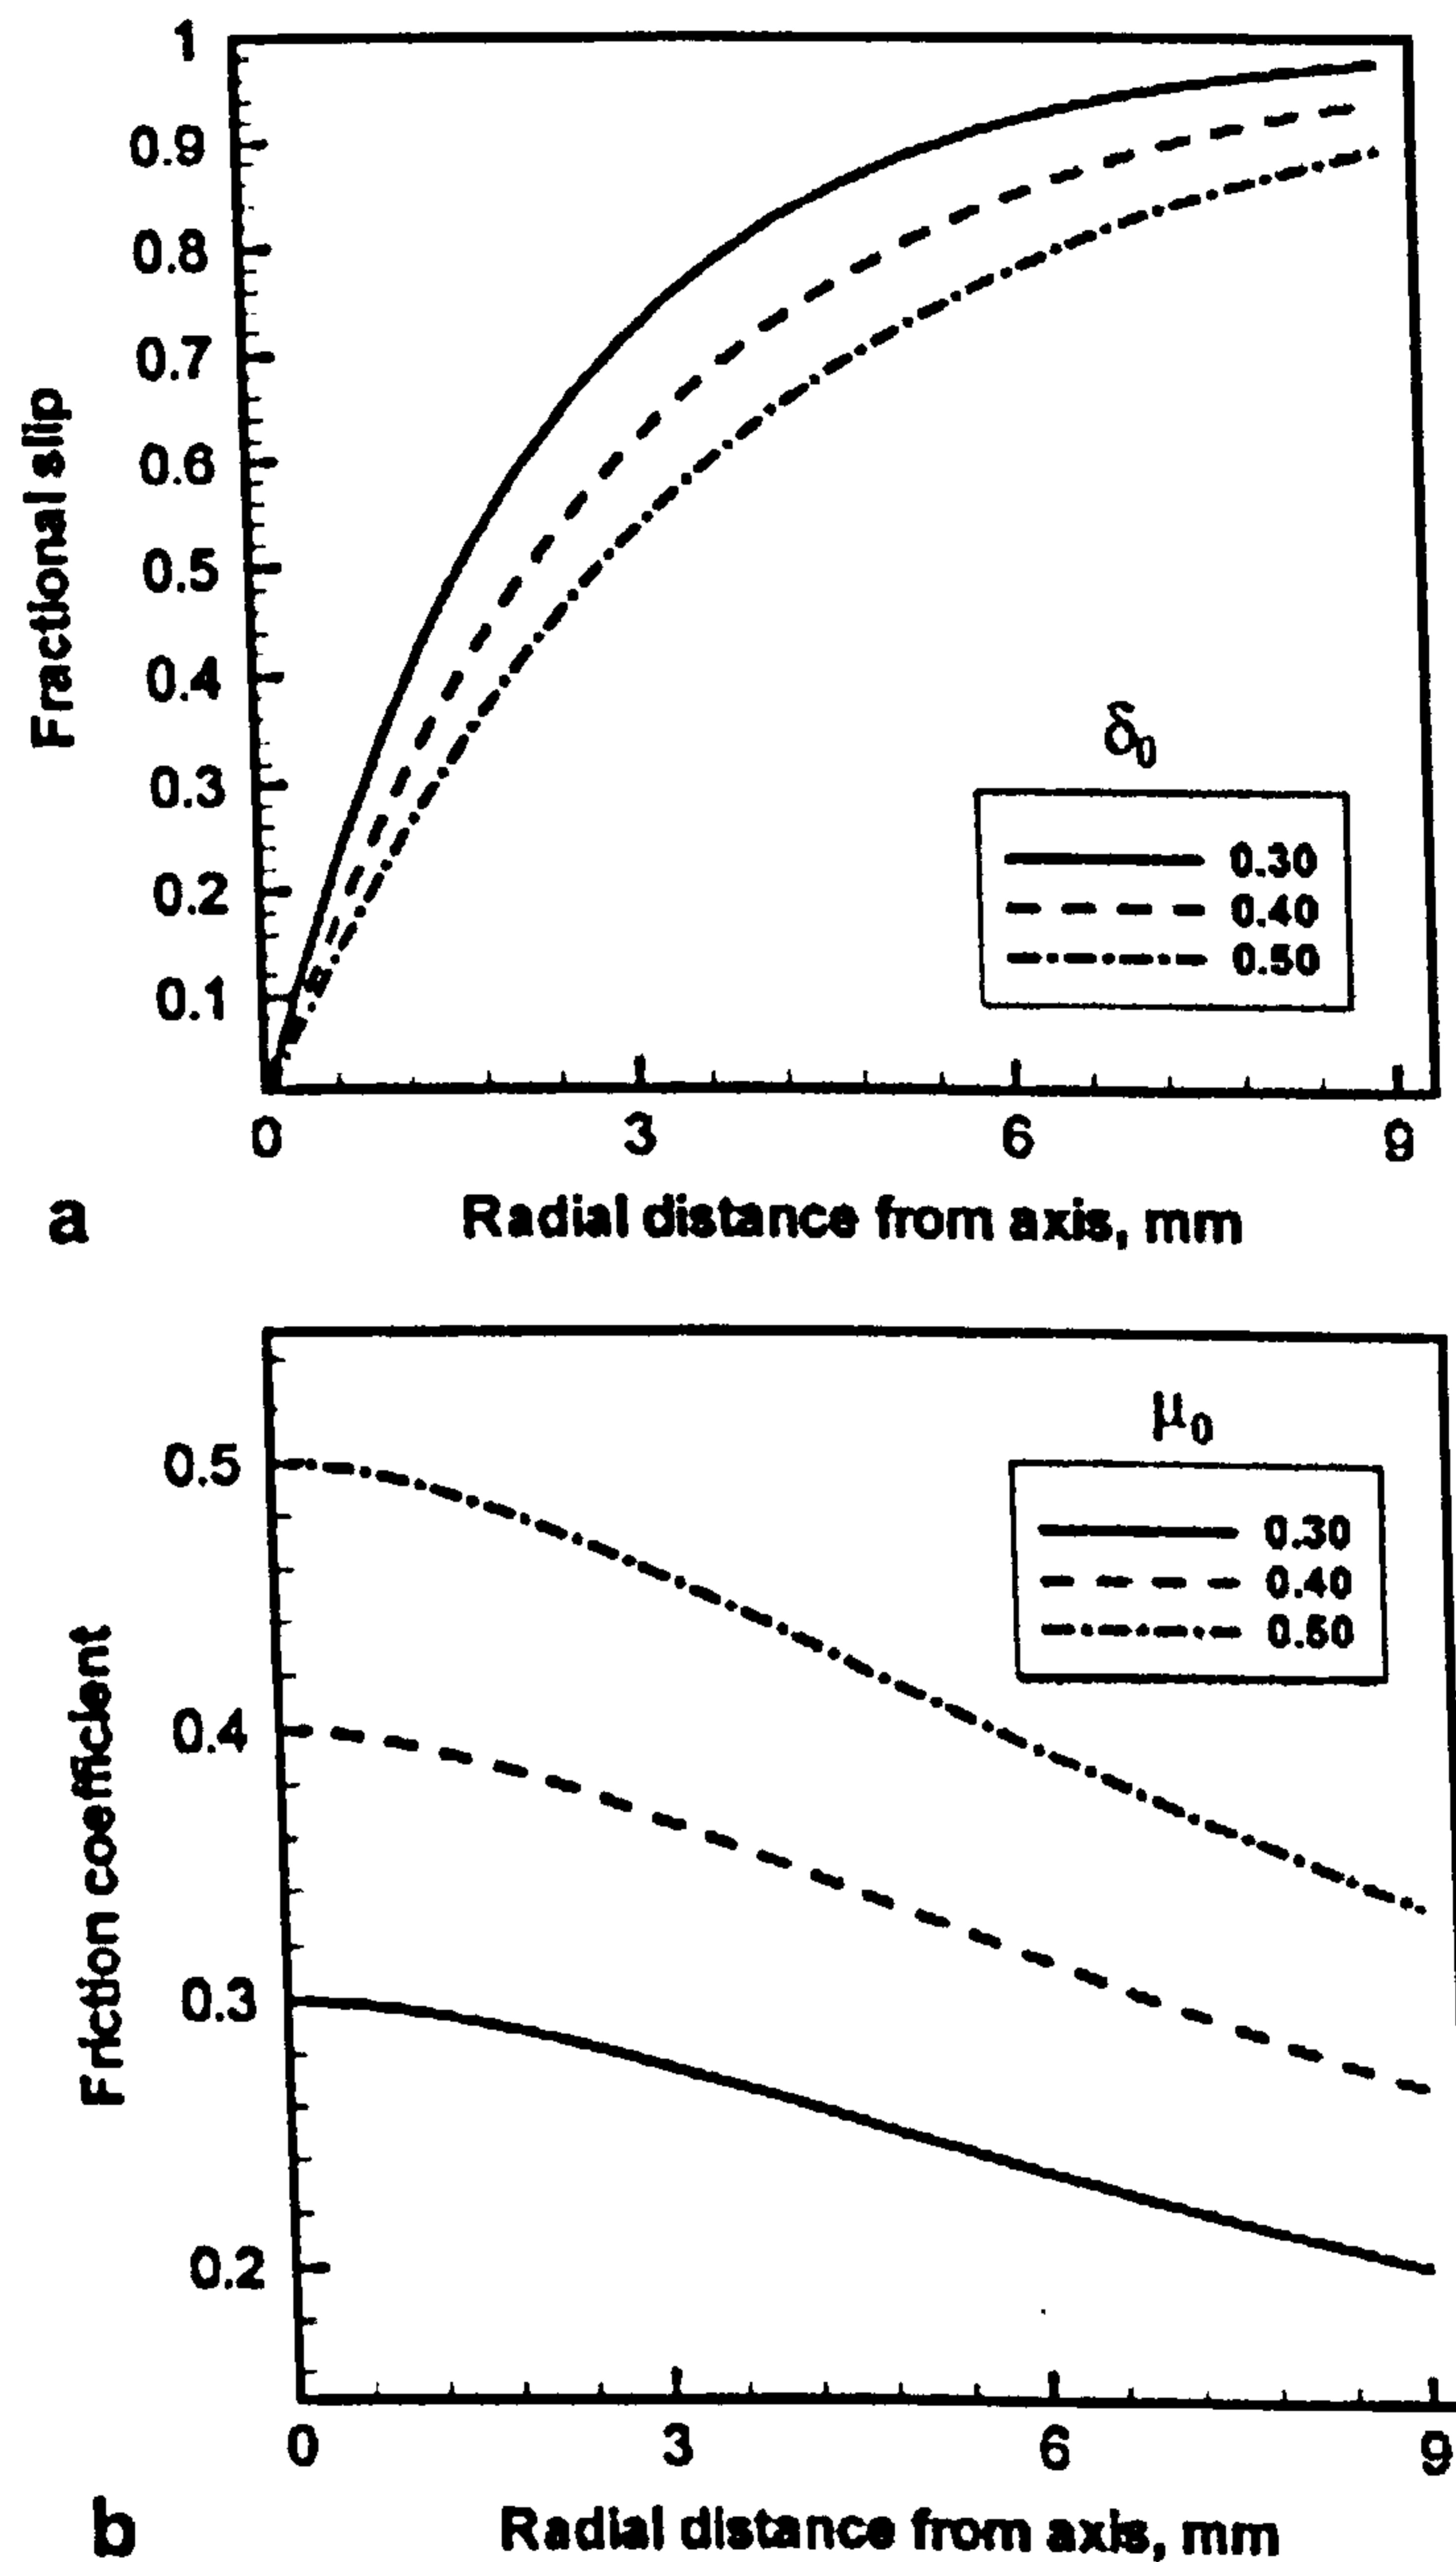 1
0.9
0.8
0.7
0.6
0.5
0.4
0.3
0.2
0.1
Fractional slip
δ0
0.30
0.40
0.50
0 3 6 9
Radial distance from axis, mm
a
μ0
0.30
0.40
0.50
0.5
0.4
0.3
0.2
Friction coefficient
0 3 6 9
Radial distance from axis, mm
b